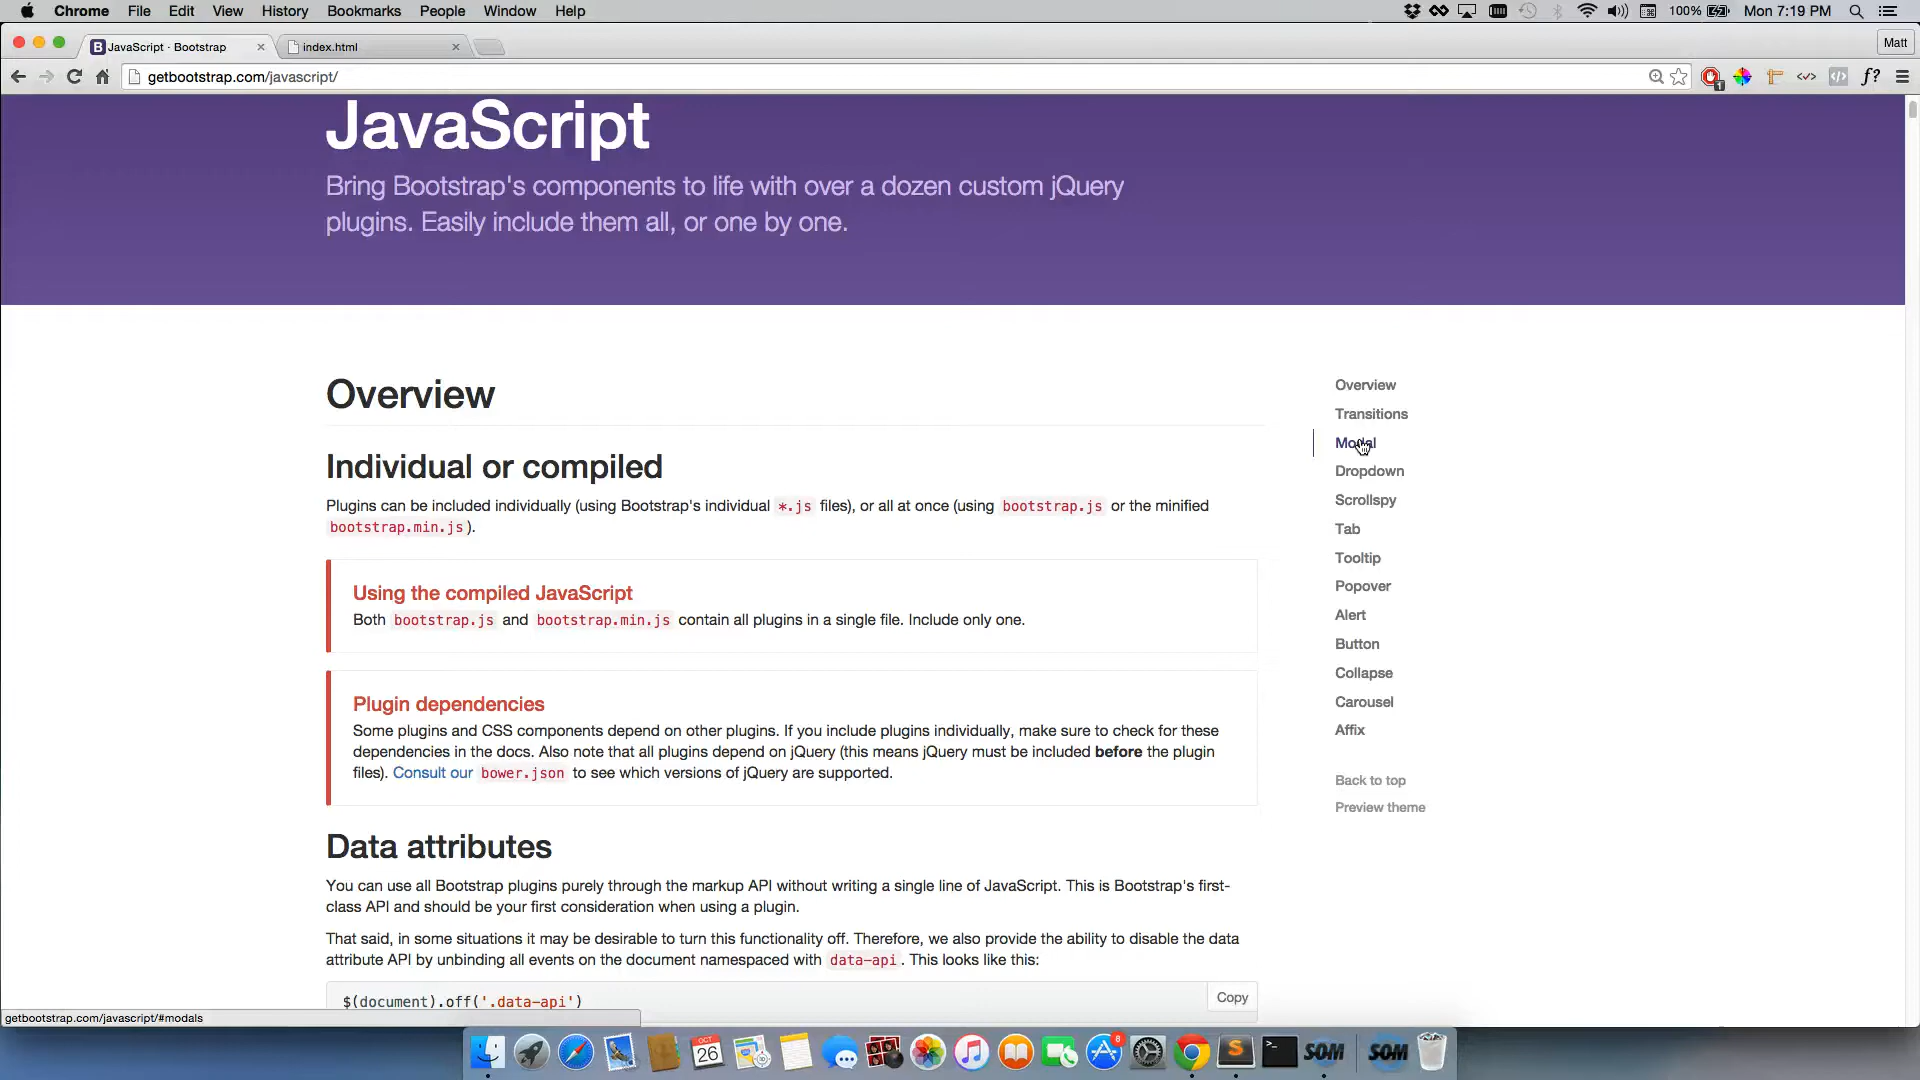 Chrome File Edit View History Bookmarks People Window Help 100% Mon 7:19 PM
JavaScript · Bootstrap index.html Matt
getbootstrap.com/javascript/ f?
JavaScript
Bring Bootstrap's components to life with over a dozen custom jQuery
plugins. Easily include them all, or one by one.
Overview
Individual or compiled
Plugins can be included individually (using Bootstrap's individual *.js files), or all at once (using bootstrap.js or the minified
bootstrap.min.js).
Using the compiled JavaScript
Both bootstrap.js and bootstrap.min.js contain all plugins in a single file. Include only one.
Plugin dependencies
Some plugins and CSS components depend on other plugins. If you include plugins individually, make sure to check for these
dependencies in the docs. Also note that all plugins depend on jQuery (this means jQuery must be included before the plugin
files). Consult our bower.json to see which versions of jQuery are supported.
Data attributes
You can use all Bootstrap plugins purely through the markup API without writing a single line of JavaScript. This is Bootstrap's first-
class API and should be your first consideration when using a plugin.
That said, in some situations it may be desirable to turn this functionality off. Therefore, we also provide the ability to disable the data
attribute API by unbinding all events on the document namespaced with data-api. This looks like this:
$(document).off('.data-api')
Copy
Overview
Transitions
Modal
Dropdown
Scrollspy
Tab
Tooltip
Popover
Alert
Button
Collapse
Carousel
Affix
Back to top
Preview theme
getbootstrap.com/javascript/#modals
OCT
26
8
S
SOM
SOM